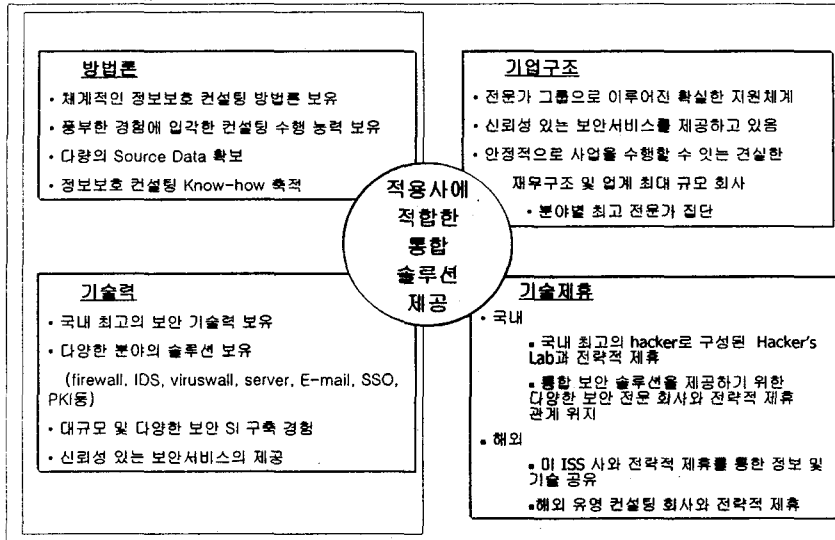 방법론
• 체계적인 정보보호 컨설팅 방법론 보유
• 풍부한 경험에 입각한 컨설팅 수행 능력 보유
• 다량의 Source Data 확보
• 정보보호 컨설팅 Know-how 축적
기업구조
• 전문가 그룹으로 이루어진 확실한 지원체계
• 신뢰성 있는 보안서비스를 제공하고 있음
• 안정적으로 사업을 수행할 수 잇는 견실한
재무구조 및 업계 최대 규모 회사
• 분야별 최고 전문가 집단
적용사에
적합한
통합
솔루션
제공
기술력
• 국내 최고의 보안 기술력 보유
• 다양한 분야의 솔루션 보유
(firewall, IDS, viruswall, server, E-mail, SSO,
PKI등)
• 대규모 및 다양한 보안 SI 구축 경험
• 신뢰성 있는 보안서비스의 제공
기술제휴
• 국내
■ 국내 최고의 hacker로 구성된 Hacker's
Lab과 전략적 제휴
■ 통합 보안 솔루션을 제공하기 위한
다양한 보안 전문 회사와 전략적 제휴
관계 위지
■ 해외
■ 미 ISS 사와 전략적 제휴를 통한 정보 및
기술 공유
■해외 유명 컨설팅 회사와 전략적 제휴